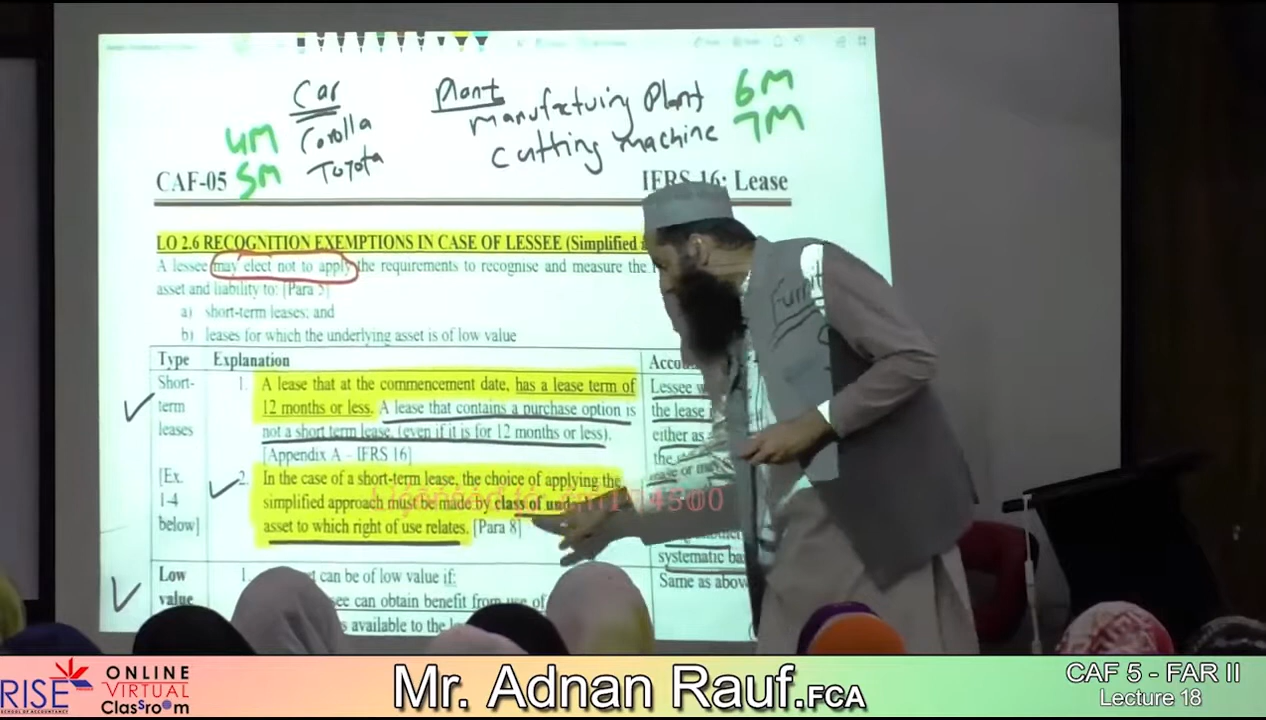 Car
Corolla
Toyota
4M
5M
Plant
Manufacturing Plant
Cutting machine
6M
7M
CAF-05
IFRS 16: Lease
LO 2.6 RECOGNITION EXEMPTIONS IN CASE OF LESSEE (Simplified
A lessee may elect not to apply the requirements to recognise and measure the
asset and liability to: [Para 5]
a) short-term leases; and
b) leases for which the underlying asset is of low value
Type Explanation
Short-
term
leases
[Ex.
1-4
below]
1. A lease that at the commencement date, has a lease term of
12 months or less. A lease that contains a purchase option is
not a short term lease. (even if it is for 12 months or less).
[Appendix A – IFRS 16]
2. In the case of a short-term lease, the choice of applying the
simplified approach must be made by class of
asset to which right of use relates. [Para 8]
Lessee
the lease
either as
the
systematic
Low
value
1. can be of low value if:
can obtain benefit from use of
available to the
Same as above
RISE
ONLINE
VIRTUAL
Classroom
Mr. Adnan Rauf.FCA
CAF 5 - FAR II
Lecture 18